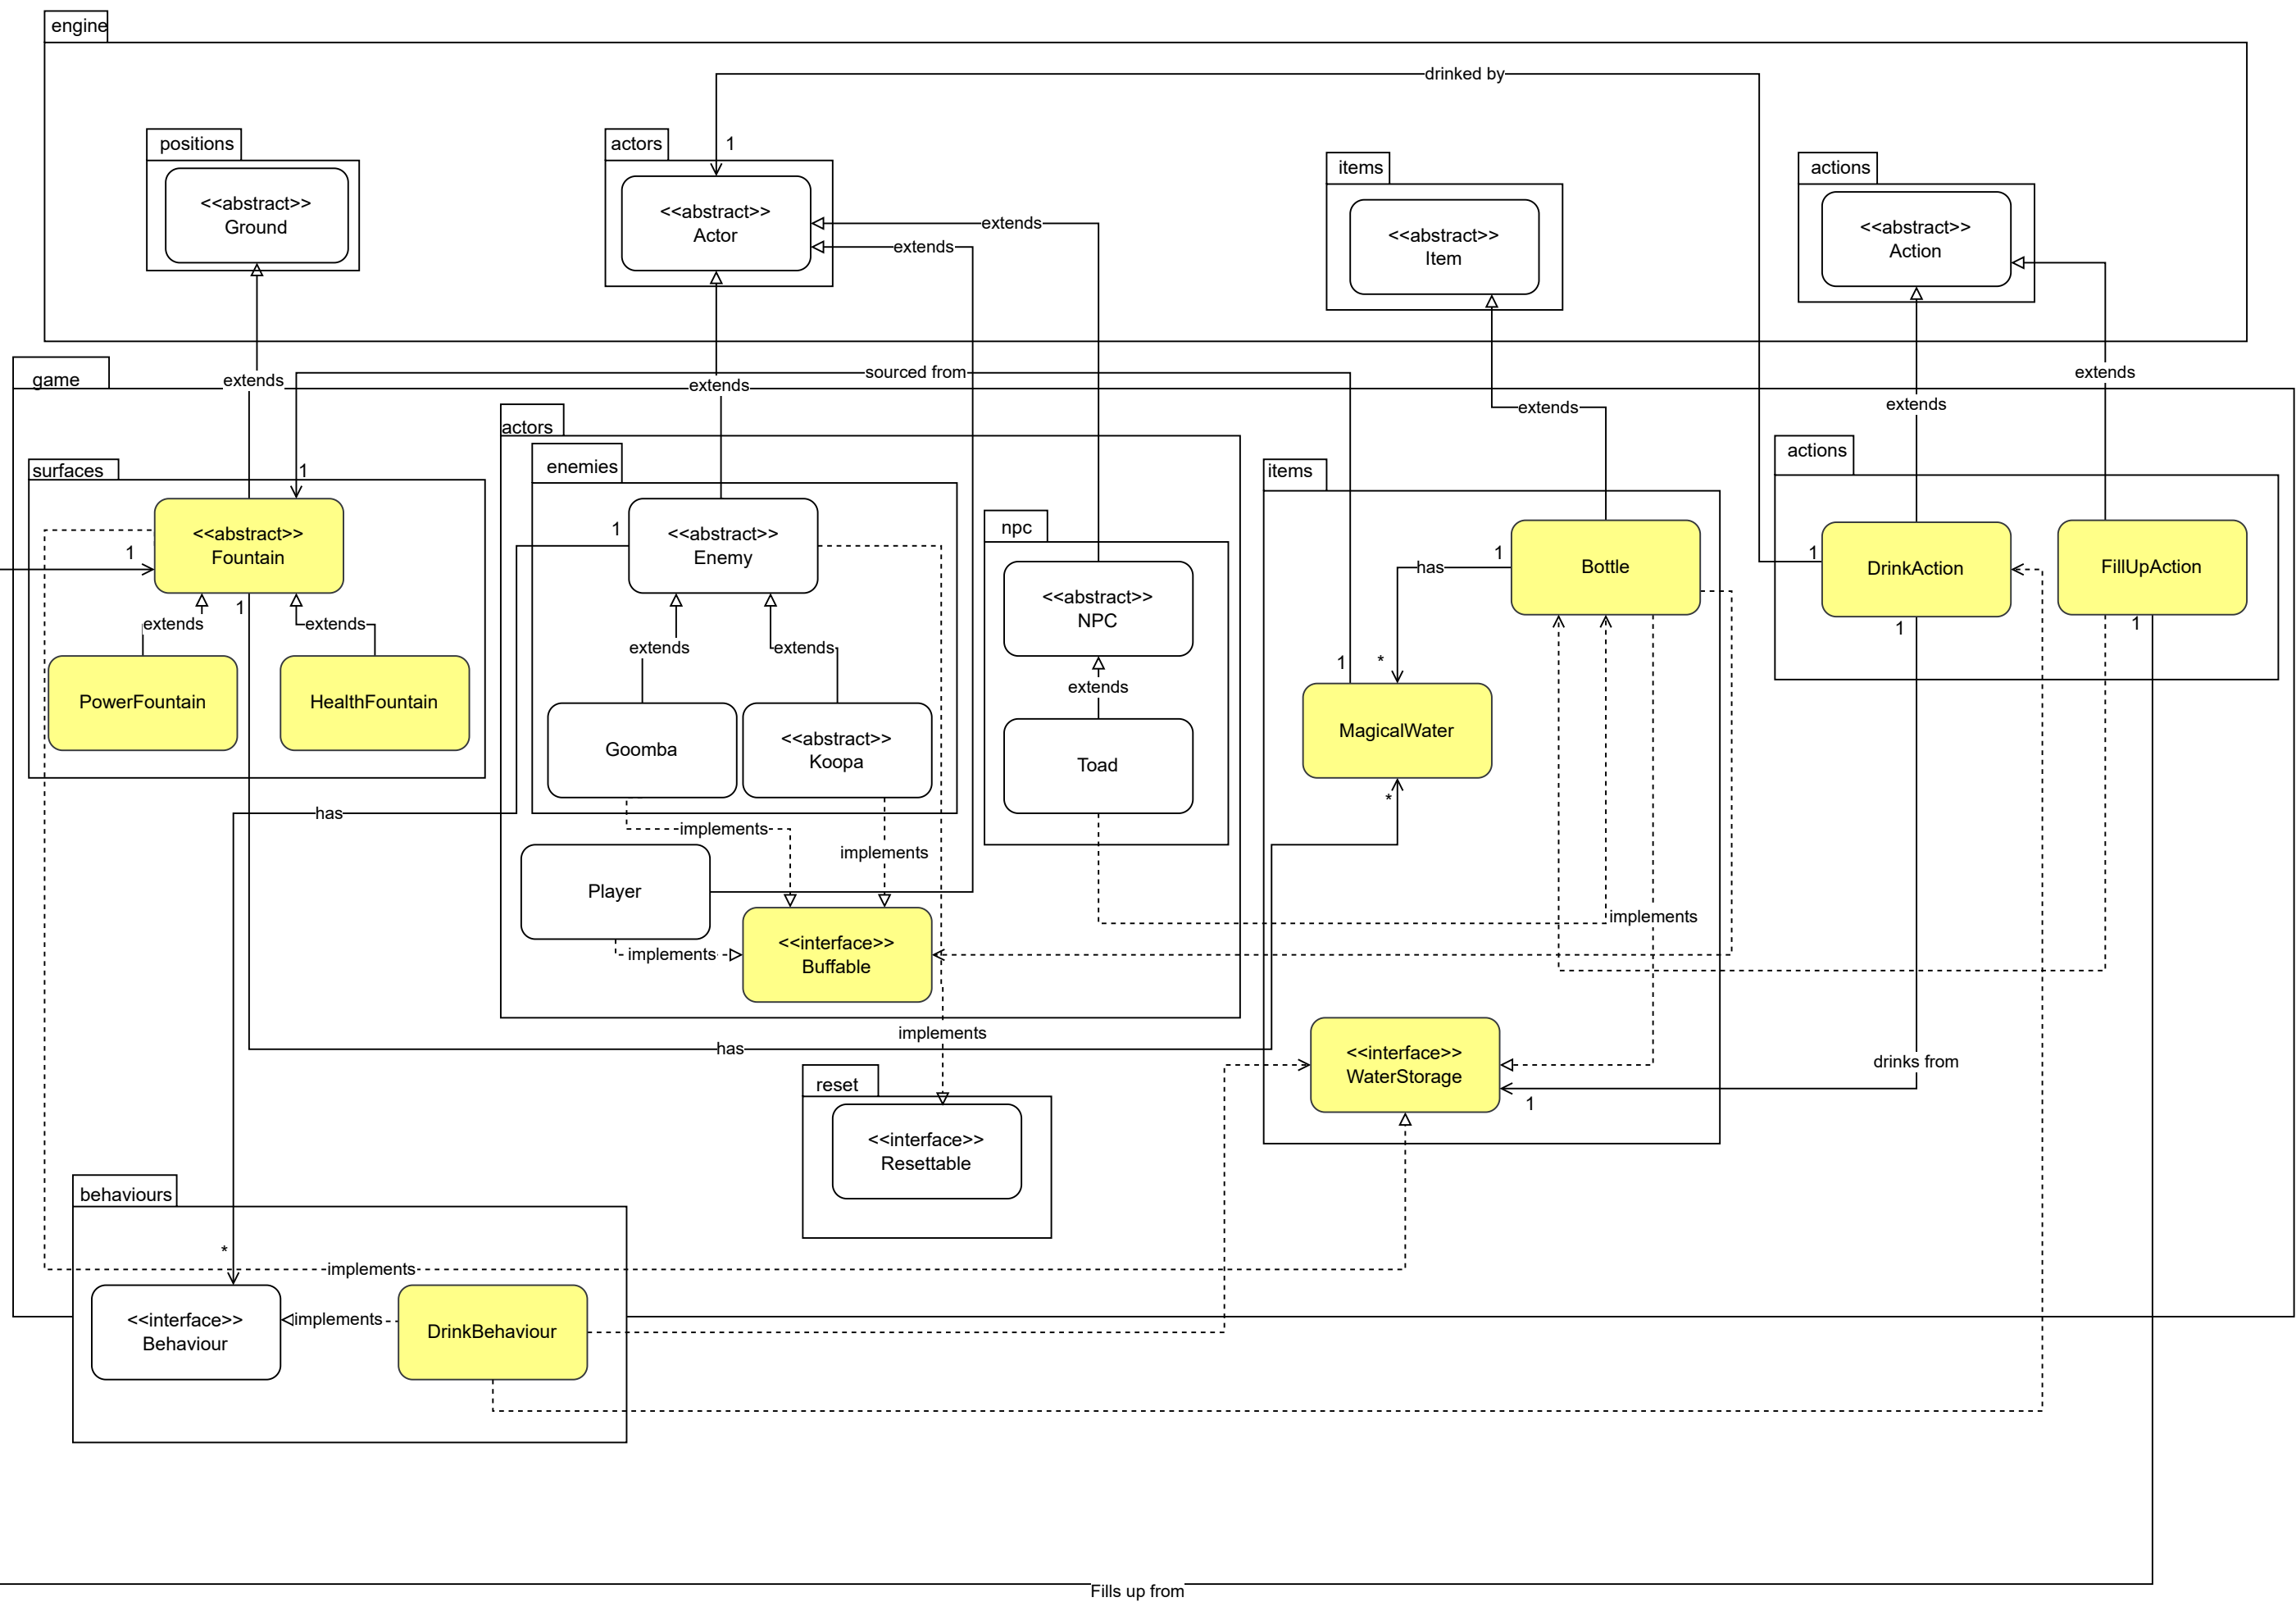 engine
drinked by
positions
actors
1
items
actions
<<abstract>>
Ground
<<abstract>>
Actor
extends
extends
<<abstract>>
Item
<<abstract>>
Action
game
extends
sourced from
extends
extends
extends
extends
actors
enemies
surfaces
1
items
actions
npc
<<abstract>>
Fountain
1
1
<<abstract>>
Enemy
<<abstract>>
NPC
has
1
Bottle
1
DrinkAction
FillUpAction
extends
1
extends
extends
extends
extends
1
*
1
1
PowerFountain
HealthFountain
Goomba
<<abstract>>
Koopa
Toad
MagicalWater
*
has
implements
implements
Player
implements
<<interface>>
Buffable
implements
implements
has
<<interface>>
WaterStorage
drinks from
1
reset
<<interface>>
Resettable
behaviours
*
implements
<<interface>>
Behaviour
implements
DrinkBehaviour
Fills up from